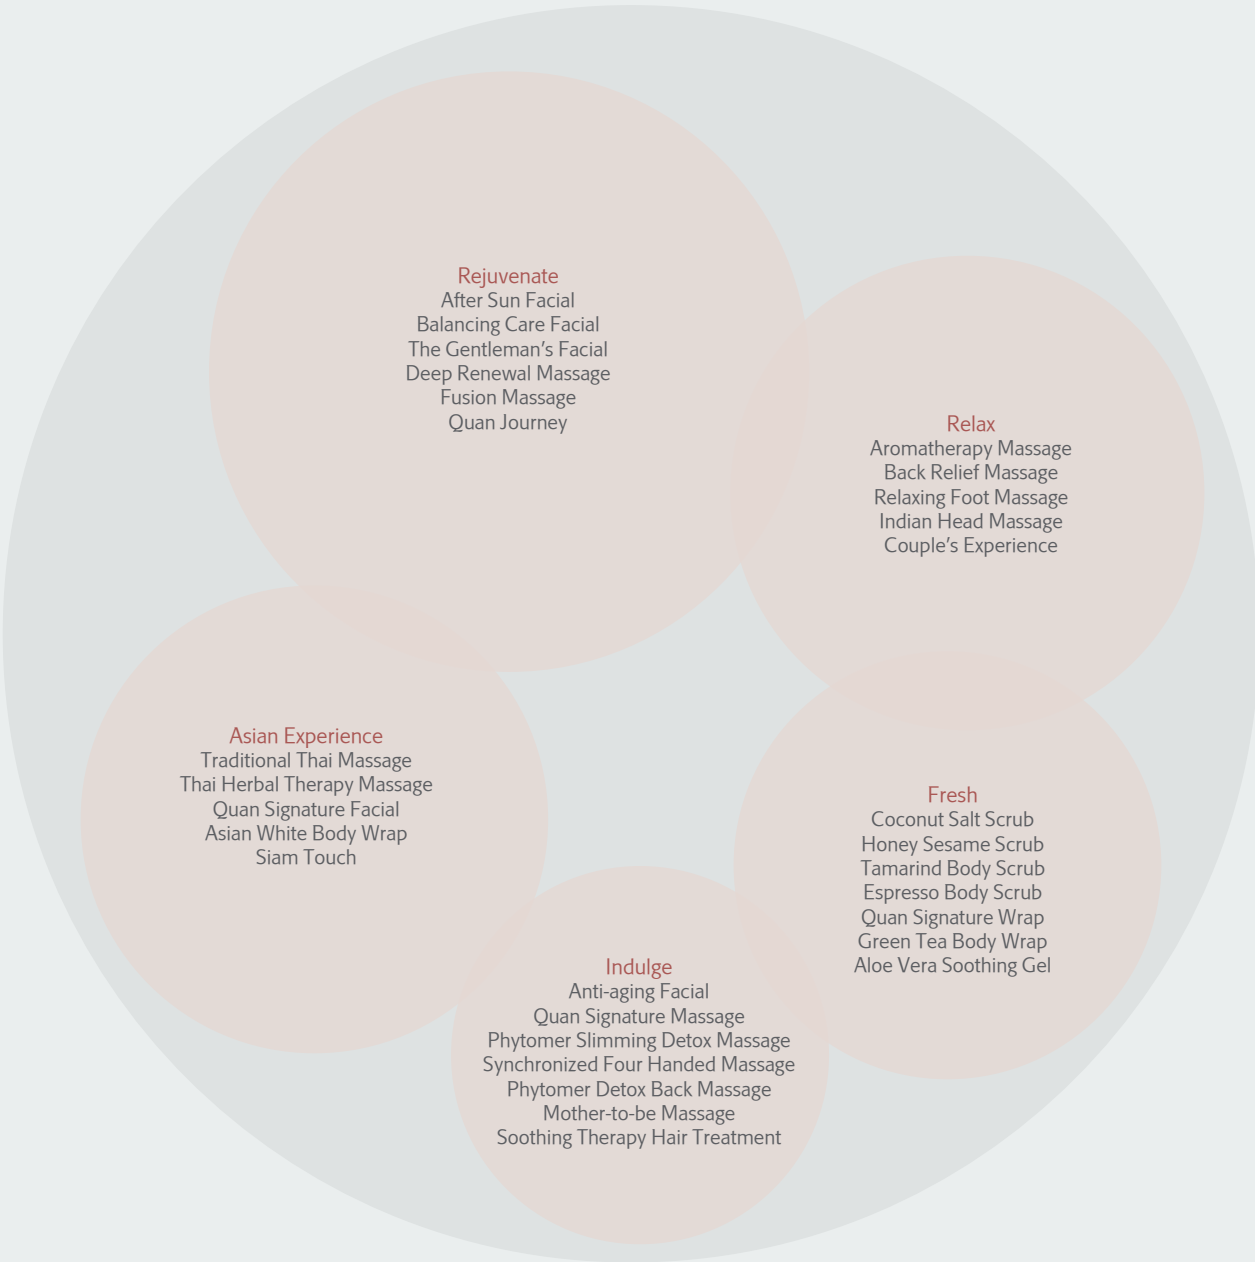 Rejuvenate
After Sun Facial
Balancing Care Facial
The Gentleman's Facial
Deep Renewal Massage
Fusion Massage
Quan Journey
Relax
Aromatherapy Massage
Back Relief Massage
Relaxing Foot Massage
Indian Head Massage
Couple's Experience
Asian Experience
Traditional Thai Massage
Thai Herbal Therapy Massage
Quan Signature Facial
Asian White Body Wrap
Siam Touch
Fresh
Coconut Salt Scrub
Honey Sesame Scrub
Tamarind Body Scrub
Espresso Body Scrub
Quan Signature Wrap
Green Tea Body Wrap
Aloe Vera Soothing Gel
Indulge
Anti-aging Facial
Quan Signature Massage
Phytomer Slimming Detox Massage
Synchronized Four Handed Massage
Phytomer Detox Back Massage
Mother-to-be Massage
Soothing Therapy Hair Treatment